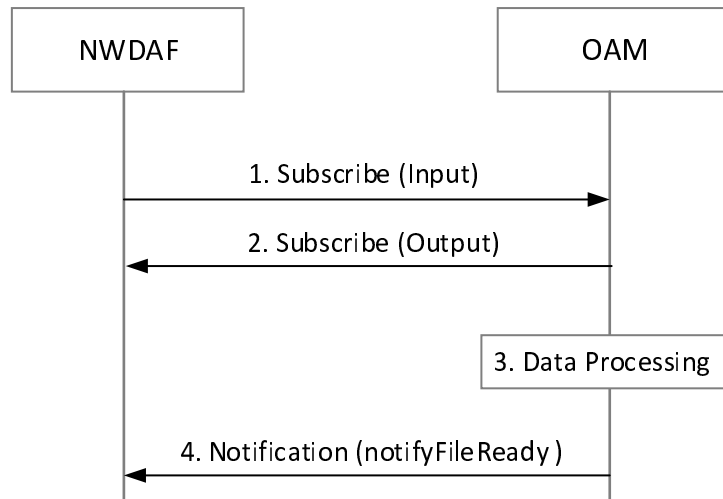 NWDAF
OAM
1. Subscribe (Input)
2. Subscribe (Output)
3. Data Processing
4. Notification (notifyFileReady)